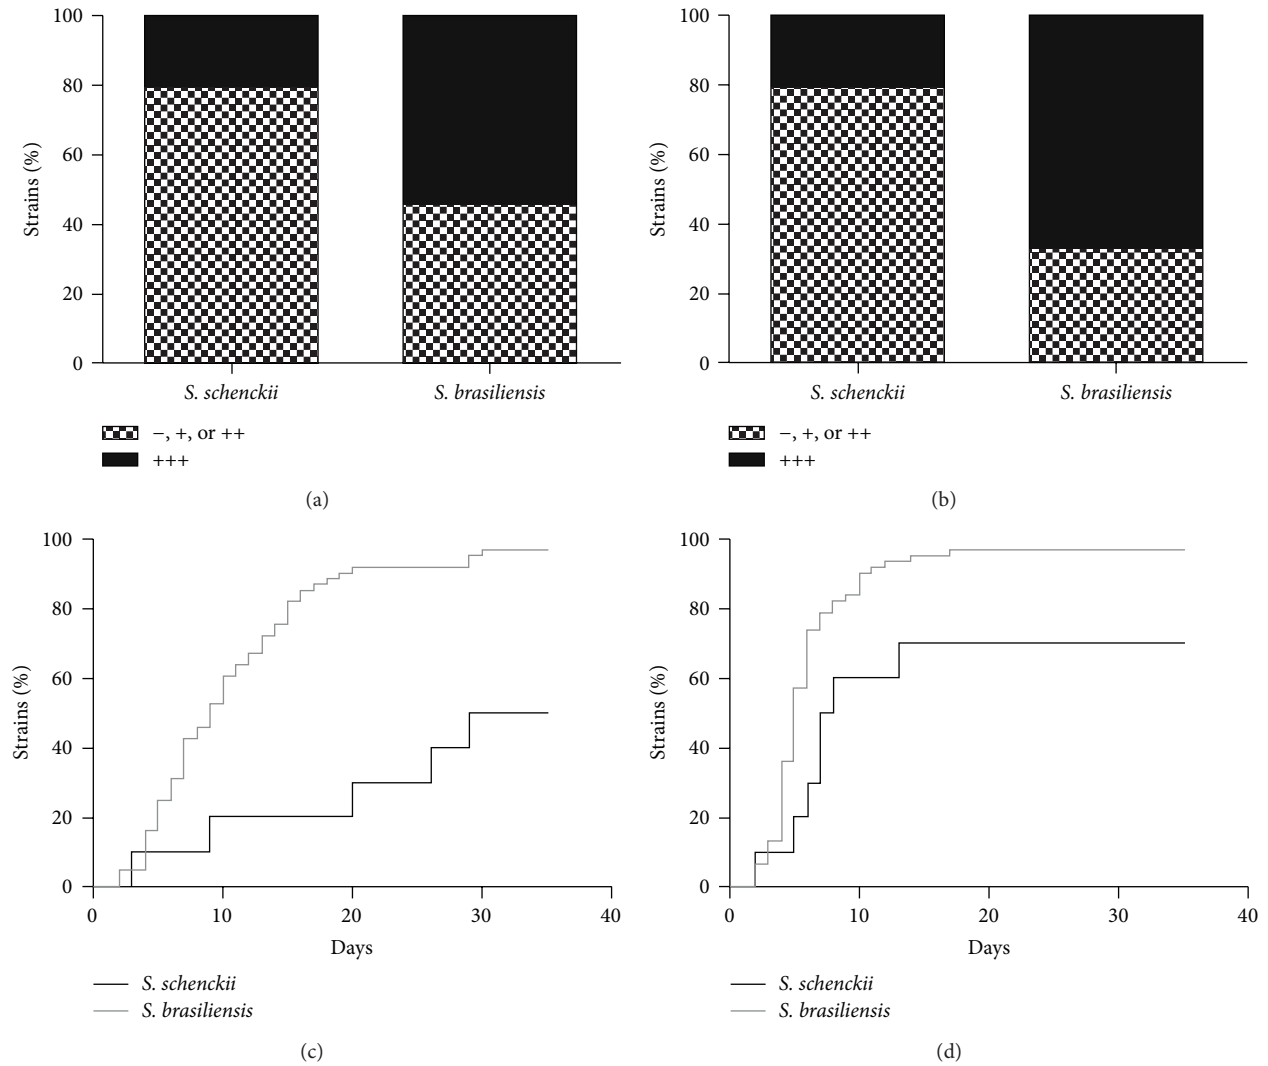 100
80
60
40
20
0
Strains (%)
S. schenckii
S. brasiliensis
−, +, or ++
+++
(a)
100
80
60
40
20
0
Strains (%)
S. schenckii
S. brasiliensis
−, +, or ++
+++
(b)
100
80
60
40
20
0
Strains (%)
0 10 20 30 40
Days
S. schenckii
S. brasiliensis
(c)
100
80
60
40
20
0
Strains (%)
0 10 20 30 40
Days
S. schenckii
S. brasiliensis
(d)